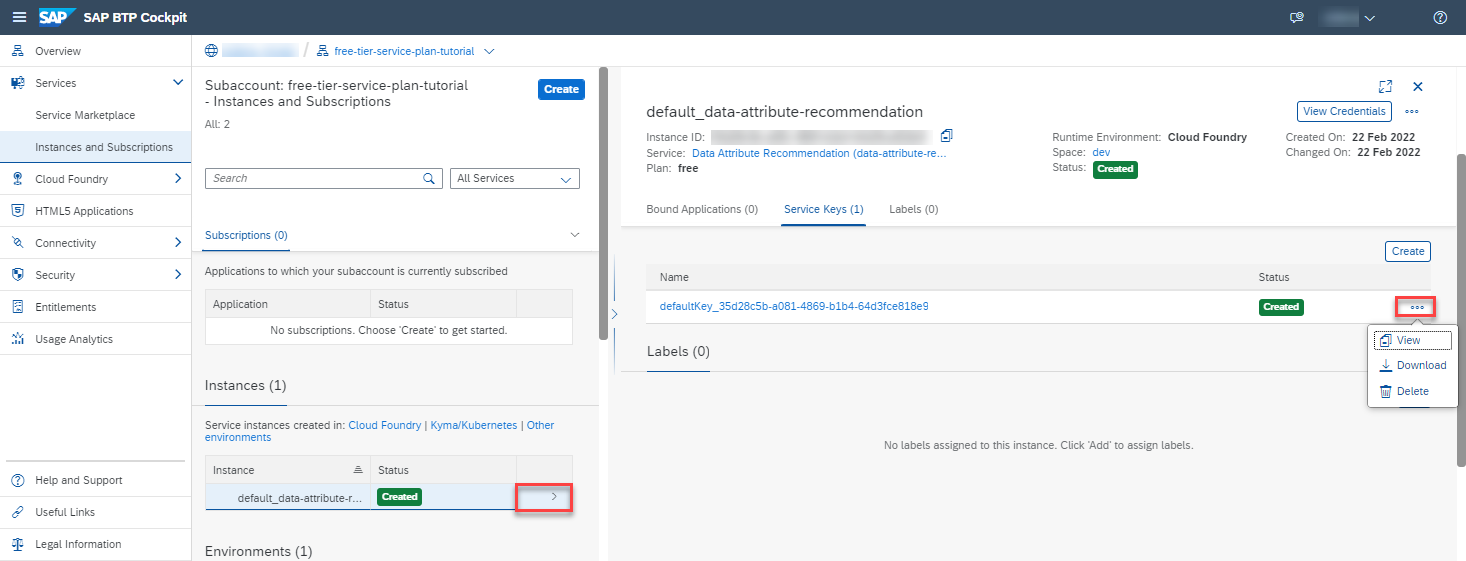 SAP SAP BTP Cockpit
Overview
Services
Service Marketplace
Instances and Subscriptions
Cloud Foundry
HTML5 Applications
Connectivity
Security
Entitlements
Usage Analytics
Help and Support
Useful Links
Legal Information
/ free-tier-service-plan-tutorial
Subaccount: free-tier-service-plan-tutorial
- Instances and Subscriptions
Create
All: 2
Search
All Services
Subscriptions (0)
Applications to which your subaccount is currently subscribed
Application Status
No subscriptions. Choose 'Create' to get started.
Instances (1)
Service instances created in: Cloud Foundry | Kyma/Kubernetes | Other
environments
Instance Status
default_data-attribute-r... Created
Environments (1)
default_data-attribute-recommendation
View Credentials
Instance ID:
Service: Data Attribute Recommendation (data-attribute-re...
Plan: free
Runtime Environment: Cloud Foundry
Space: dev
Status: Created
Created On: 22 Feb 2022
Changed On: 22 Feb 2022
Bound Applications (0) Service Keys (1) Labels (0)
Create
Name Status
defaultKey_35d28c5b-a081-4869-b1b4-64d3fce818e9 Created
View
Download
Delete
Labels (0)
No labels assigned to this instance. Click 'Add' to assign labels.